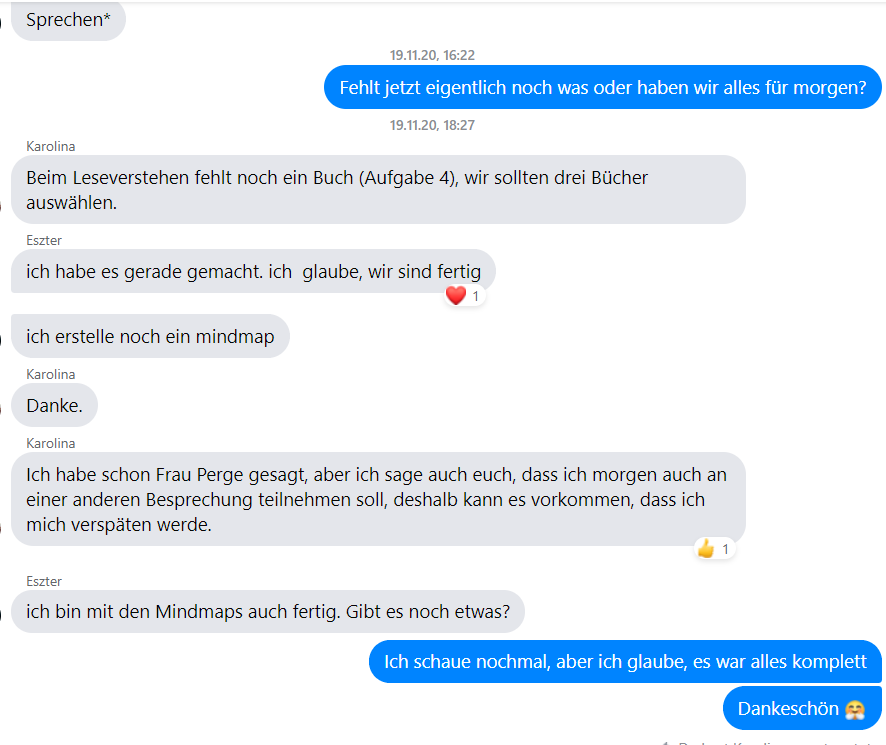 Sprechen*
19.11.20, 16:22
Fehlt jetzt eigentlich noch was oder haben wir alles für morgen?
19.11.20, 18:27
Karolina
Beim Leseverstehen fehlt noch ein Buch (Aufgabe 4), wir sollten drei Bücher
auswählen.
Eszter
ich habe es gerade gemacht. ich  glaube, wir sind fertig
❤️ 1
ich erstelle noch ein mindmap
Karolina
Danke.
Karolina
Ich habe schon Frau Perge gesagt, aber ich sage auch euch, dass ich morgen auch an
einer anderen Besprechung teilnehmen soll, deshalb kann es vorkommen, dass ich
mich verspäten werde.
👍 1
Eszter
ich bin mit den Mindmaps auch fertig. Gibt es noch etwas?
Ich schaue nochmal, aber ich glaube, es war alles komplett
Dankeschön 🤗